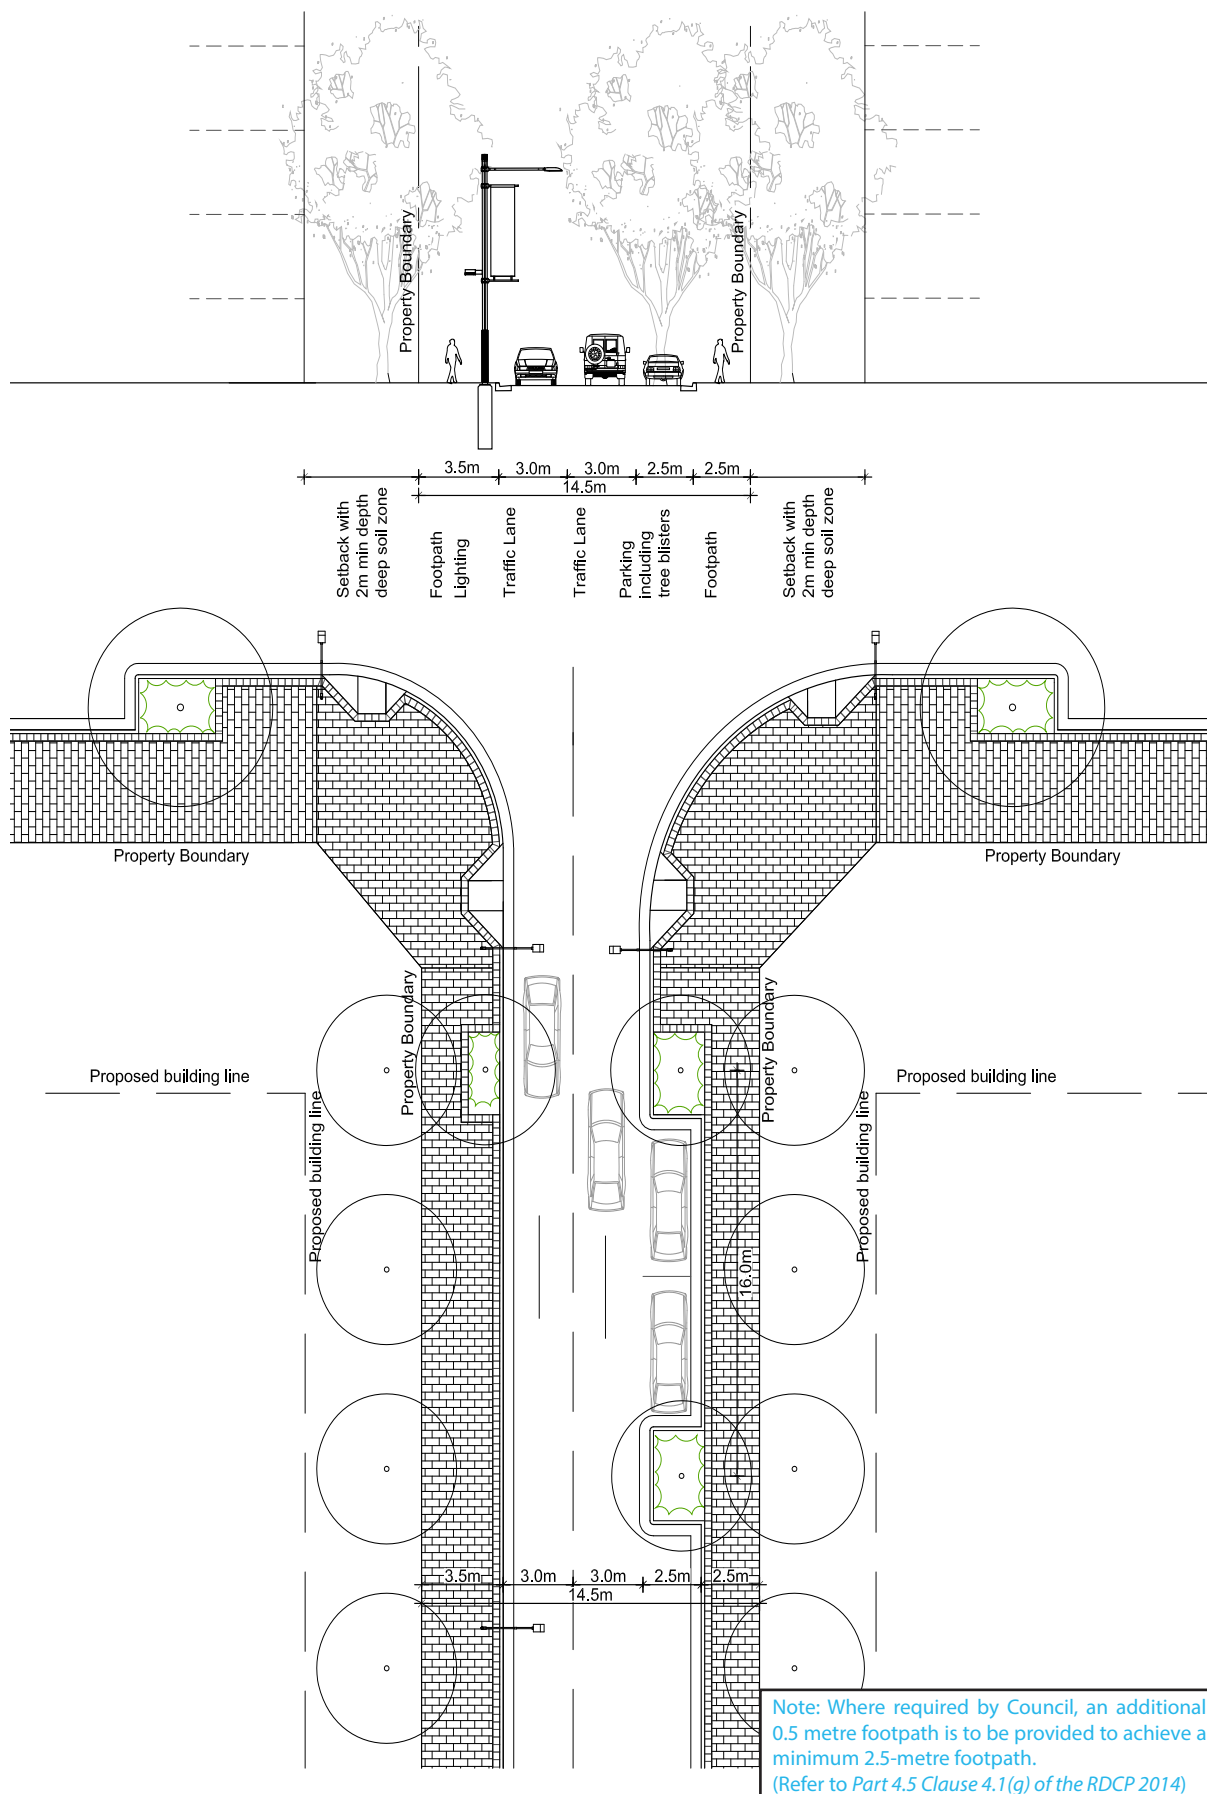 Property Boundary
Property Boundary
3.5m 3.0m 3.0m 2.5m 2.5m
14.5m
Setback with
2m min depth
deep soil zone
Footpath
Lighting
Traffic Lane
Traffic Lane
Parking
including
tree blisters
Footpath
Setback with
2m min depth
deep soil zone
Property Boundary
Property Boundary
Property Boundary
Property Boundary
Proposed building line
Proposed building line
Proposed building line
Proposed building line
16.0m
3.5m 3.0m 3.0m 2.5m 2.5m
14.5m
Note: Where required by Council, an additional
0.5 metre footpath is to be provided to achieve a
minimum 2.5-metre footpath.
(Refer to Part 4.5 Clause 4.1(g) of the RDCP 2014)